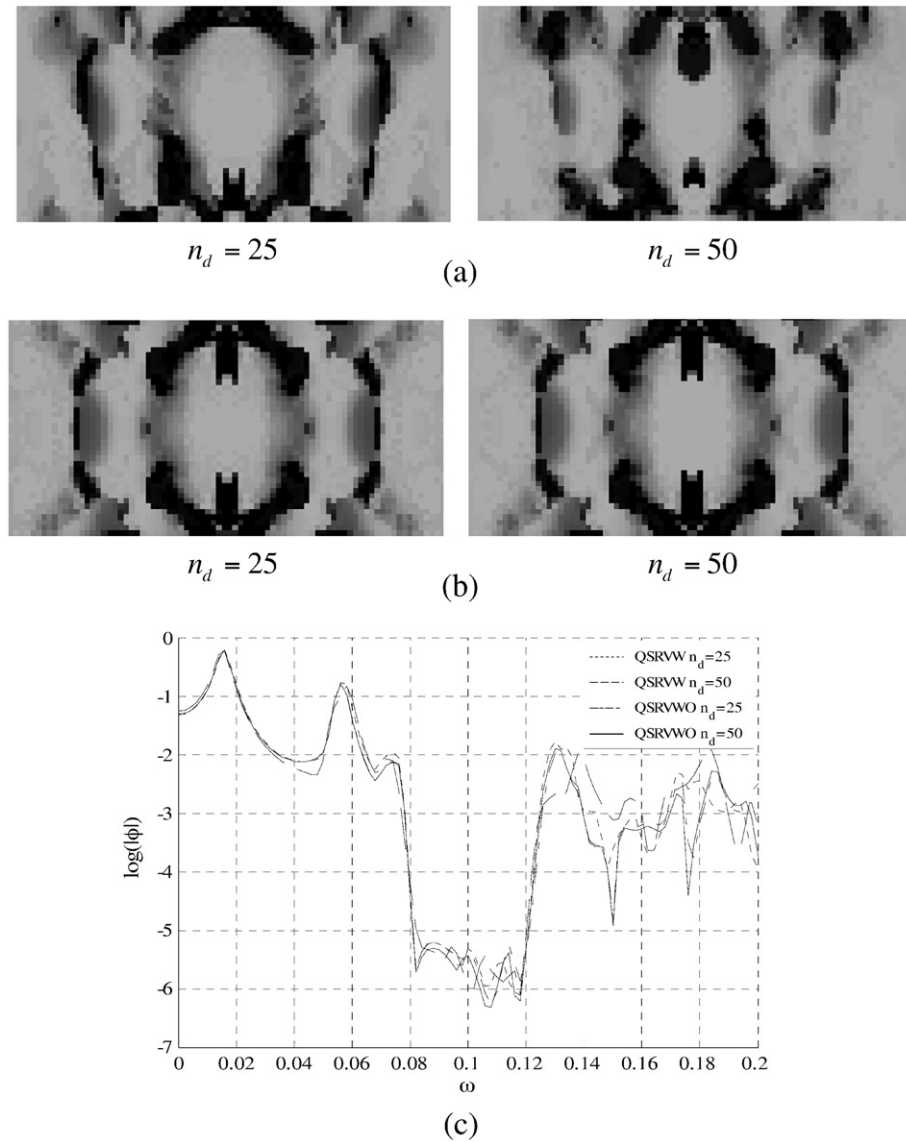 n_d = 25
n_d = 50
(a)
n_d = 25
n_d = 50
(b)
0
-1
-2
-3
-4
-5
-6
-7
log(|ϕ|)
QSRVW n_d=25
QSRVW n_d=50
QSRVWO n_d=25
QSRVWO n_d=50
0 0.02 0.04 0.06 0.08 0.1 0.12 0.14 0.16 0.18 0.2
ω
(c)